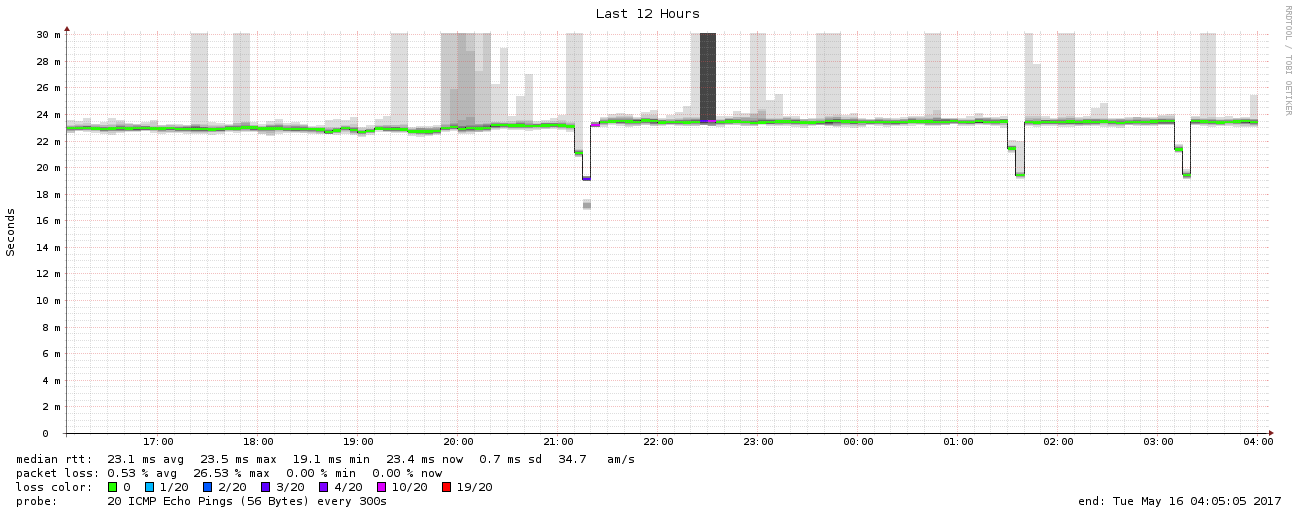 Last 12 Hours
RRDTOOL / TOBI OETIKER
Seconds
30 m
28 m
26 m
24 m
22 m
20 m
18 m
16 m
14 m
12 m
10 m
8 m
6 m
4 m
2 m
0
17:00 18:00 19:00 20:00 21:00 22:00 23:00 00:00 01:00 02:00 03:00 04:00
median rtt: 23.1 ms avg 23.5 ms max 19.1 ms min 23.4 ms now 0.7 ms sd 34.7 am/s
packet loss: 0.53 % avg 26.53 % max 0.00 % min 0.00 % now
loss color: 0 1/20 2/20 3/20 4/20 10/20 19/20
probe: 20 ICMP Echo Pings (56 Bytes) every 300s end: Tue May 16 04:05:05 2017